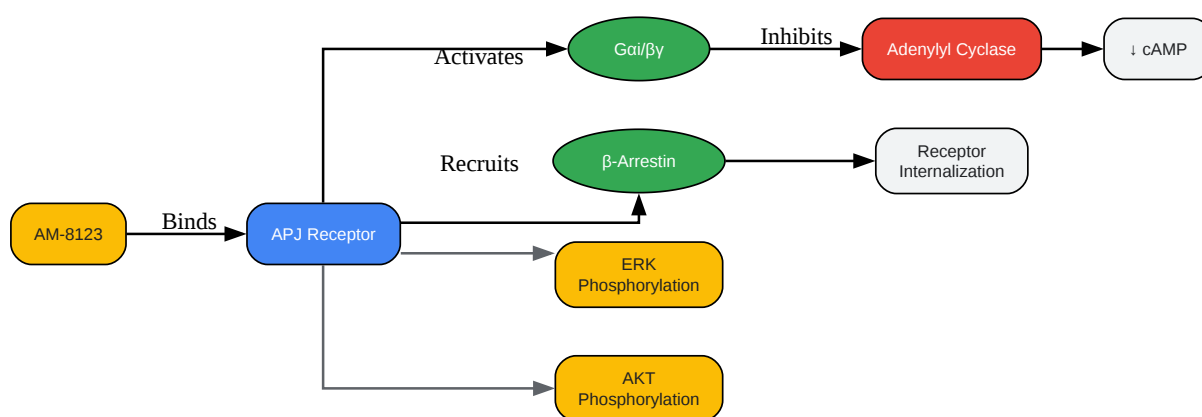 Activates
Gαi/βγ
Inhibits
Adenylyl Cyclase
↓ cAMP
Recruits
β-Arrestin
Receptor
Internalization
AM-8123
Binds
APJ Receptor
ERK
Phosphorylation
AKT
Phosphorylation